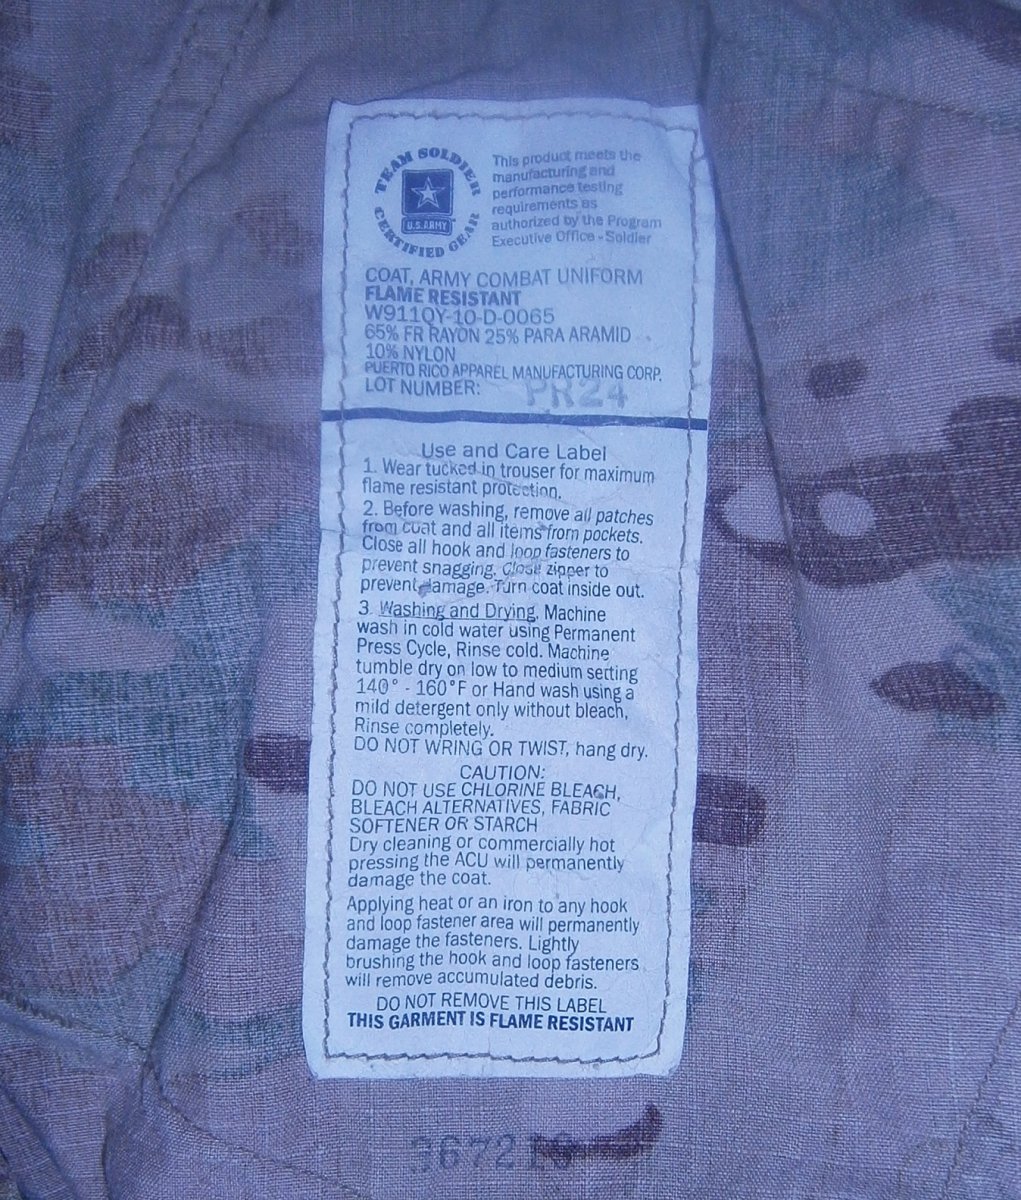 TEAM SOLDIER
U.S. ARMY
CERTIFIED GEAR
This product meets the
manufacturing and
performance testing
requirements as
authorized by the Program
Executive Office - Soldier
COAT, ARMY COMBAT UNIFORM
FLAME RESISTANT
W911QY-10-D-0065
65% FR RAYON 25% PARA ARAMID
10% NYLON
PUERTO RICO APPAREL MANUFACTURING CORP.
LOT NUMBER: PR24
Use and Care Label
1. Wear tucked in trouser for maximum
flame resistant protection.
2. Before washing, remove all patches
from coat and all items from pockets.
Close all hook and loop fasteners to
prevent snagging. Close zipper to
prevent damage. Turn coat inside out.
3. Washing and Drying. Machine
wash in cold water using Permanent
Press Cycle, Rinse cold. Machine
tumble dry on low to medium setting
140° - 160°F or Hand wash using a
mild detergent only without bleach,
Rinse completely.
DO NOT WRING OR TWIST, hang dry.
CAUTION:
DO NOT USE CHLORINE BLEACH,
BLEACH ALTERNATIVES, FABRIC
SOFTENER OR STARCH
Dry cleaning or commercially hot
pressing the ACU will permanently
damage the coat.
Applying heat or an iron to any hook
and loop fastener area will permanently
damage the fasteners. Lightly
brushing the hook and loop fasteners
will remove accumulated debris.
DO NOT REMOVE THIS LABEL
THIS GARMENT IS FLAME RESISTANT